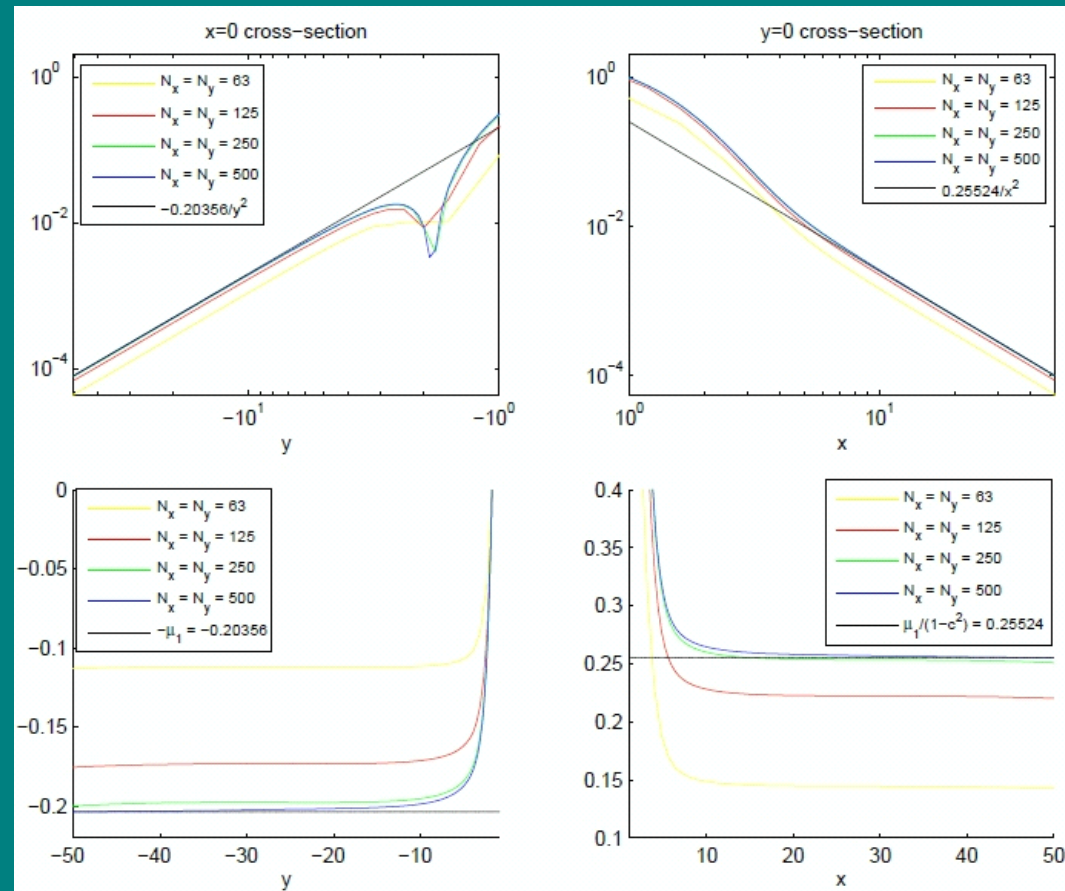 x=0 cross-section
10^0
10^-2
10^-4
N_x = N_y = 63
N_x = N_y = 125
N_x = N_y = 250
N_x = N_y = 500
-0.20356/y^2
-10^1
-10^0
y
y=0 cross-section
10^0
10^-2
10^-4
N_x = N_y = 63
N_x = N_y = 125
N_x = N_y = 250
N_x = N_y = 500
0.25524/x^2
10^0
10^1
x
0
-0.05
-0.1
-0.15
-0.2
N_x = N_y = 63
N_x = N_y = 125
N_x = N_y = 250
N_x = N_y = 500
-μ_1 = -0.20356
-50
-40
-30
-20
-10
y
0.4
0.35
0.3
0.25
0.2
0.15
0.1
N_x = N_y = 63
N_x = N_y = 125
N_x = N_y = 250
N_x = N_y = 500
μ_1/(1-c^2) = 0.25524
10
20
30
40
50
x